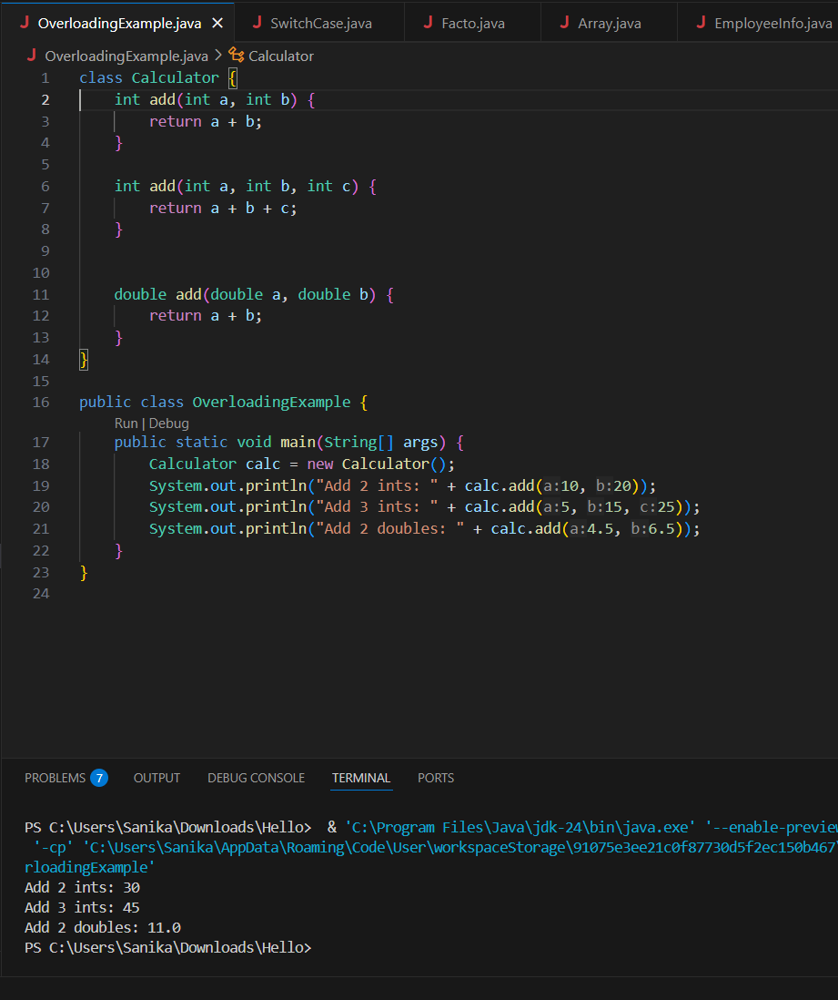 J OverloadingExample.java × J SwitchCase.java J Facto.java J Array.java J EmployeeInfo.java
J OverloadingExample.java > Calculator
1 class Calculator {
2 int add(int a, int b) {
3 return a + b;
4 }
5
6 int add(int a, int b, int c) {
7 return a + b + c;
8 }
9
10
11 double add(double a, double b) {
12 return a + b;
13 }
14 }
15
16 public class OverloadingExample {
Run | Debug
17 public static void main(String[] args) {
18 Calculator calc = new Calculator();
19 System.out.println("Add 2 ints: " + calc.add(a:10, b:20));
20 System.out.println("Add 3 ints: " + calc.add(a:5, b:15, c:25));
21 System.out.println("Add 2 doubles: " + calc.add(a:4.5, b:6.5));
22 }
23 }
24
PROBLEMS 7 OUTPUT DEBUG CONSOLE TERMINAL PORTS
PS C:\Users\Sanika\Downloads\Hello> & 'C:\Program Files\Java\jdk-24\bin\java.exe' '--enable-preview
'-cp' 'C:\Users\Sanika\AppData\Roaming\Code\User\workspaceStorage\91075e3ee21c0f87730d5f2ec150b467\
rloadingExample'
Add 2 ints: 30
Add 3 ints: 45
Add 2 doubles: 11.0
PS C:\Users\Sanika\Downloads\Hello>